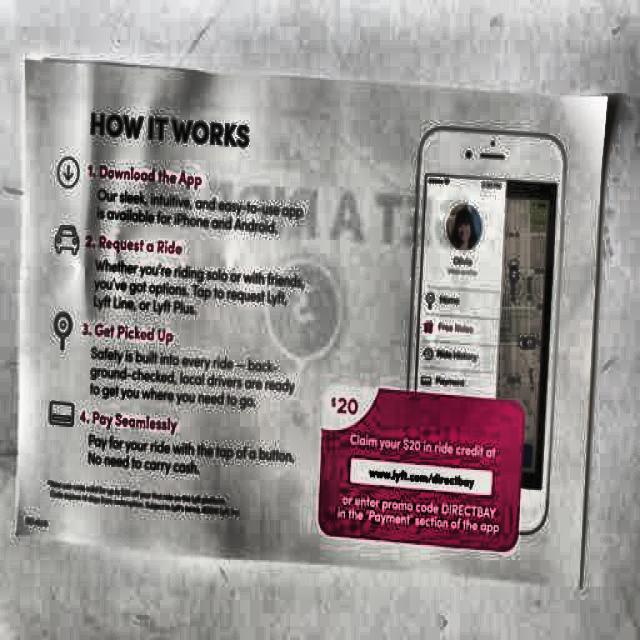 HOW IT WORKS
1. Download the App
Our sleek, intuitive, and easy-to-use app
is available for iPhone and Android.
2. Request a Ride
Whether you're riding solo or with friends,
you've got options. Tap to request Lyft,
Lyft Line, or Lyft Plus.
3. Get Picked Up
Safety is built into every ride — back-
ground-checked, local drivers are ready
to get you where you need to go.
4. Pay Seamlessly
Pay for your ride with the tap of a button.
No need to carry cash.
Home
Free Rides
Ride History
Payment
$20
Claim your $20 in ride credit at
www.lyft.com/directbay
or enter promo code DIRECTBAY
in the 'Payment' section of the app